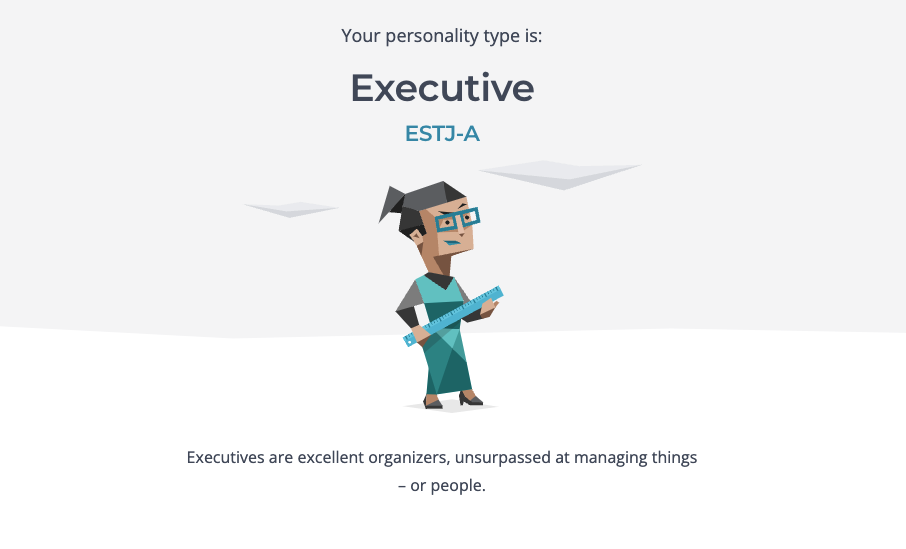 Your personality type is:
Executive
ESTJ-A
Executives are excellent organizers, unsurpassed at managing things
– or people.